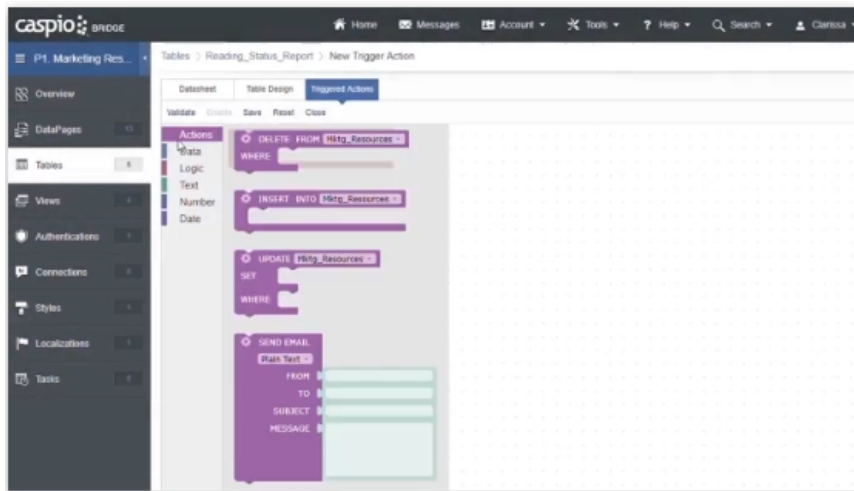 caspio BRIDGE
Home Messages Account Tools ? Help Search Clarissa
P1. Marketing Res...
Tables > Reading_Status_Report > New Trigger Action
Overview
Datasheet Table Design Triggered Actions
Validate Enable Save Reset Close
DataPages 13
Actions
Data
Logic
Text
Number
Date
Tables
Views
Authentications
Connections
Styles
Localizations
Tasks
DELETE FROM Mktg_Resources
WHERE
INSERT INTO Mktg_Resources
UPDATE Mktg_Resources
SET
WHERE
SEND EMAIL
Plain Text
FROM
TO
SUBJECT
MESSAGE